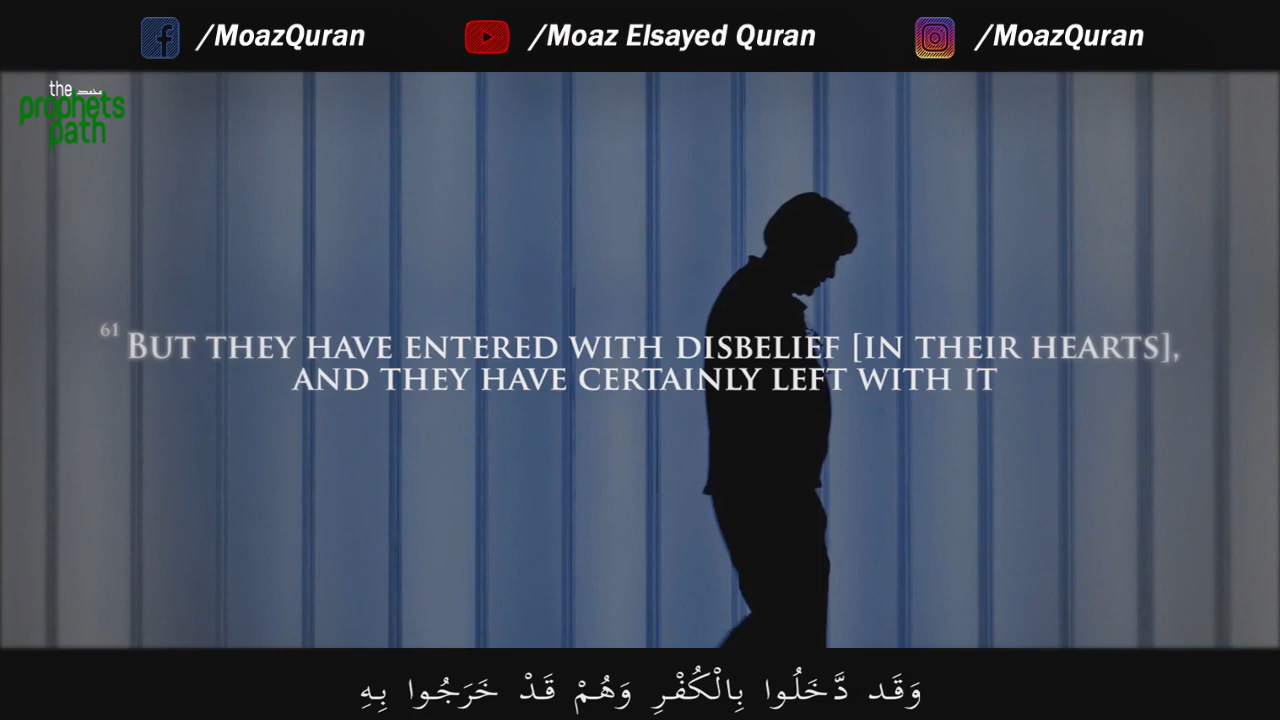 /MoazQuran
/Moaz Elsayed Quran
/MoazQuran
the
prophets
path
61 BUT THEY HAVE ENTERED WITH DISBELIEF [IN THEIR HEARTS],
AND THEY HAVE CERTAINLY LEFT WITH IT
وَقَد دَّخَلُوا بِالْكُفْرِ وَهُمْ قَدْ خَرَجُوا بِهِ